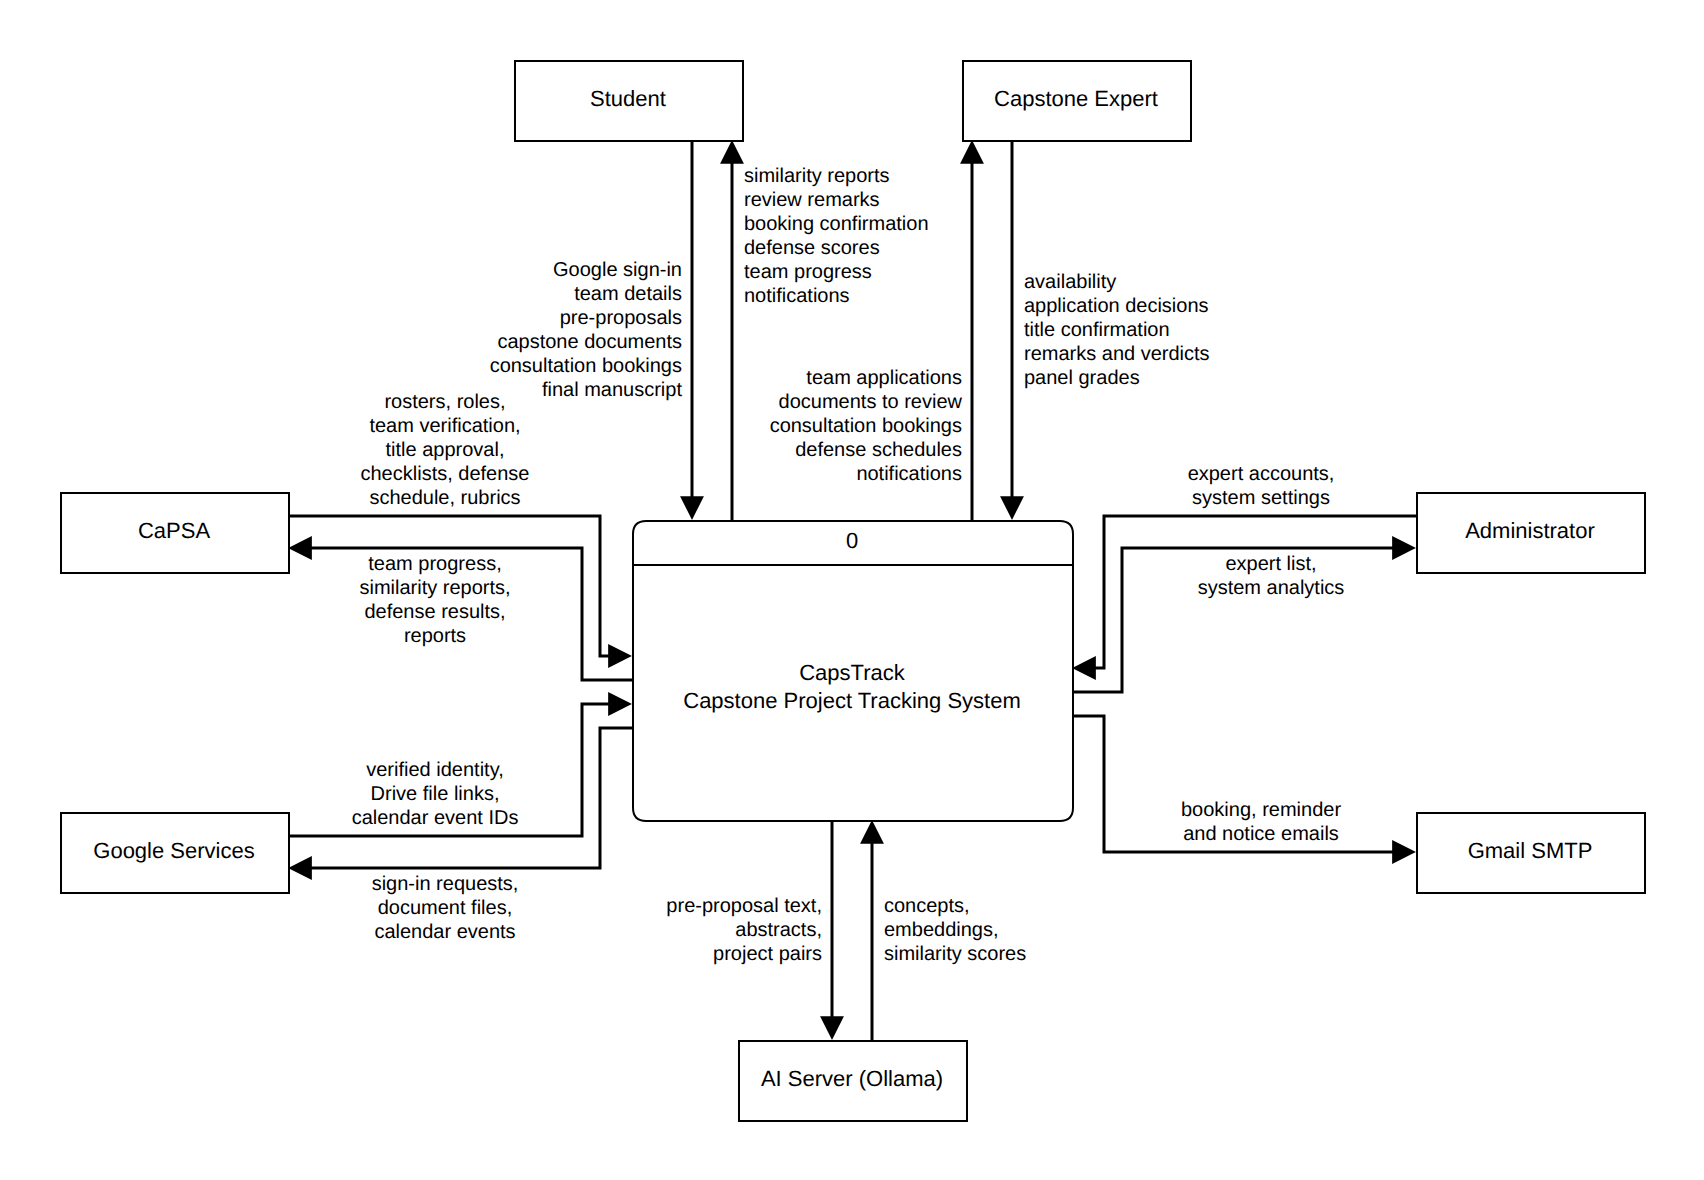 Student
Capstone Expert
similarity reports
review remarks
booking confirmation
defense scores
team progress
notifications
Google sign-in
team details
pre-proposals
capstone documents
consultation bookings
final manuscript
availability
application decisions
title confirmation
remarks and verdicts
panel grades
team applications
documents to review
consultation bookings
defense schedules
notifications
rosters, roles,
team verification,
title approval,
checklists, defense
schedule, rubrics
expert accounts,
system settings
CaPSA
Administrator
0
team progress,
similarity reports,
defense results,
reports
expert list,
system analytics
CapsTrack
Capstone Project Tracking System
verified identity,
Drive file links,
calendar event IDs
booking, reminder
and notice emails
Google Services
Gmail SMTP
sign-in requests,
document files,
calendar events
pre-proposal text,
abstracts,
project pairs
concepts,
embeddings,
similarity scores
AI Server (Ollama)